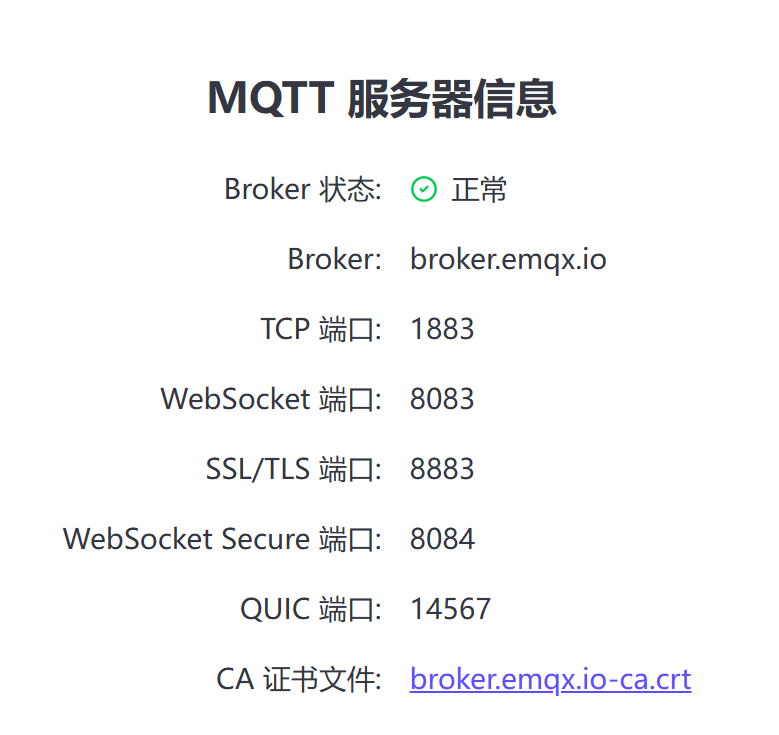 MQTT 服务器信息
Broker 状态: 正常
Broker: broker.emqx.io
TCP 端口: 1883
WebSocket 端口: 8083
SSL/TLS 端口: 8883
WebSocket Secure 端口: 8084
QUIC 端口: 14567
CA 证书文件: broker.emqx.io-ca.crt